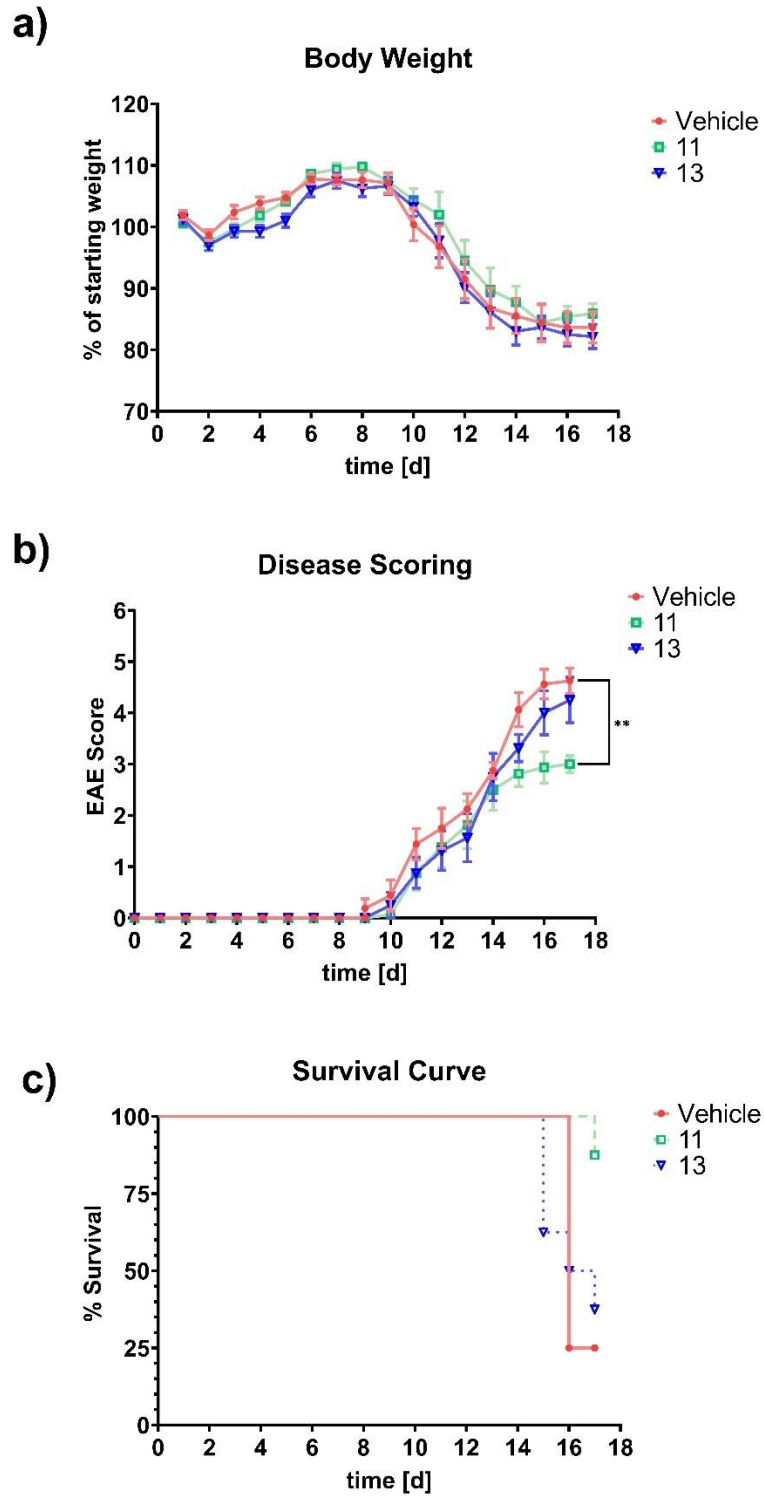 a)
Body Weight
120
110
100
90
80
70
% of starting weight
0 2 4 6 8 10 12 14 16 18
time [d]
Vehicle
11
13
b)
Disease Scoring
6
5
4
3
2
1
0
EAE Score
0 2 4 6 8 10 12 14 16 18
time [d]
Vehicle
11
13
**
c)
Survival Curve
100
75
50
25
0
% Survival
0 2 4 6 8 10 12 14 16 18
time [d]
Vehicle
11
13